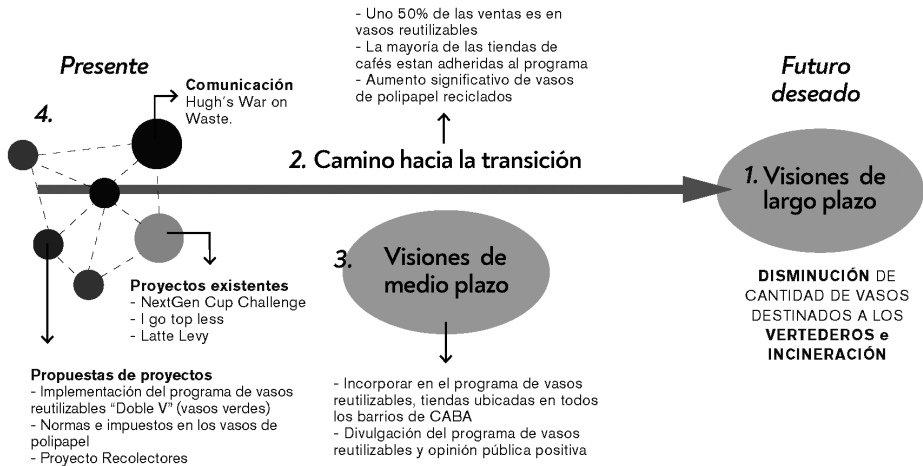 Presente
4.
Comunicación
Hugh's War on
Waste.
Proyectos existentes
- NextGen Cup Challenge
- I go top less
- Latte Levy
Propuestas de proyectos
- Implementación del programa de vasos
reutilizables "Doble V" (vasos verdes)
- Normas e impuestos en los vasos de
polipapel
- Proyecto Recolectores
- Uno 50% de las ventas es en
vasos reutilizables
- La mayoría de las tiendas de
cafés estan adheridas al programa
- Aumento significativo de vasos
de polipapel reciclados
2. Camino hacia la transición
3. Visiones de
medio plazo
- Incorporar en el programa de vasos
reutilizables, tiendas ubicadas en todos
los barrios de CABA
- Divulgación del programa de vasos
reutilizables y opinión pública positiva
Futuro
deseado
1. Visiones de
largo plazo
DISMINUCIÓN DE
CANTIDAD DE VASOS
DESTINADOS A LOS
VERTEDEROS e
INCINERACIÓN